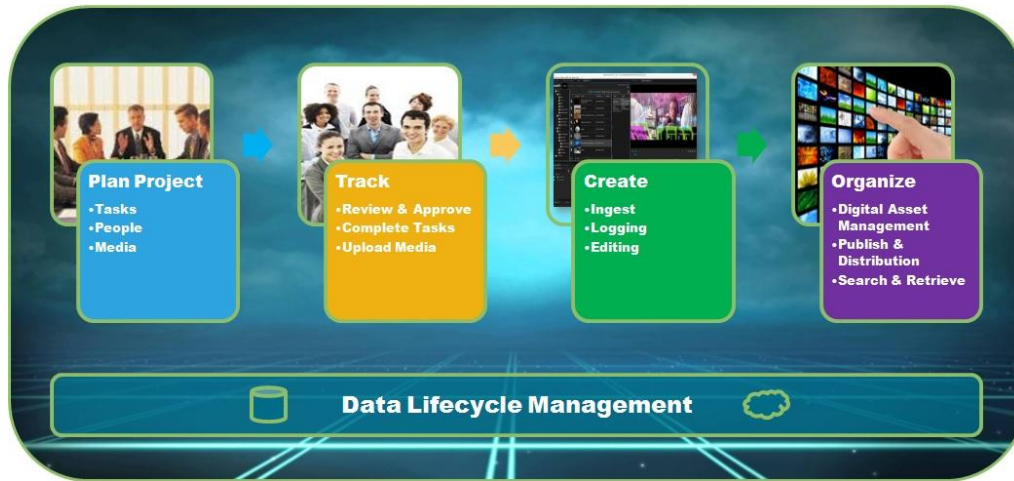 Plan Project
•Tasks
•People
•Media
Track
•Review & Approve
•Complete Tasks
•Upload Media
Create
•Ingest
•Logging
•Editing
Organize
•Digital Asset
Management
•Publish &
Distribution
•Search & Retrieve
Data Lifecycle Management